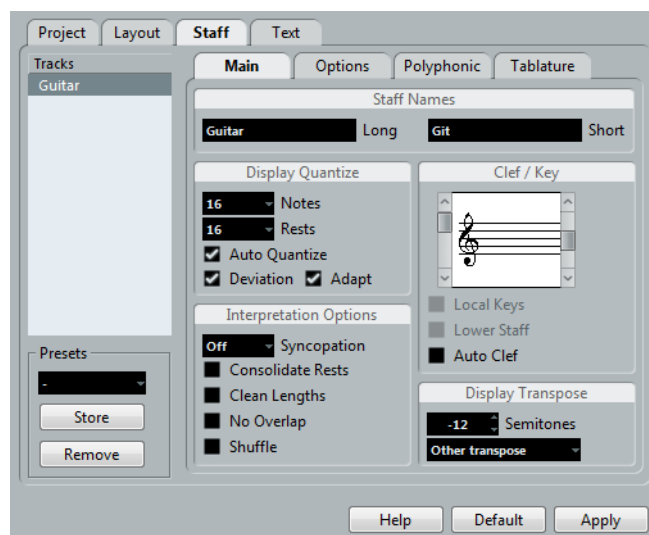 Project Layout Staff Text
Tracks
Guitar
Main Options Polyphonic Tablature
Staff Names
Guitar Long Git Short
Display Quantize
16 Notes
16 Rests
Auto Quantize
Deviation Adapt
Clef / Key
Local Keys
Lower Staff
Auto Clef
Interpretation Options
Off Syncopation
Consolidate Rests
Clean Lengths
No Overlap
Shuffle
Display Transpose
-12 Semitones
Other transpose
Presets
-
Store
Remove
Help Default Apply